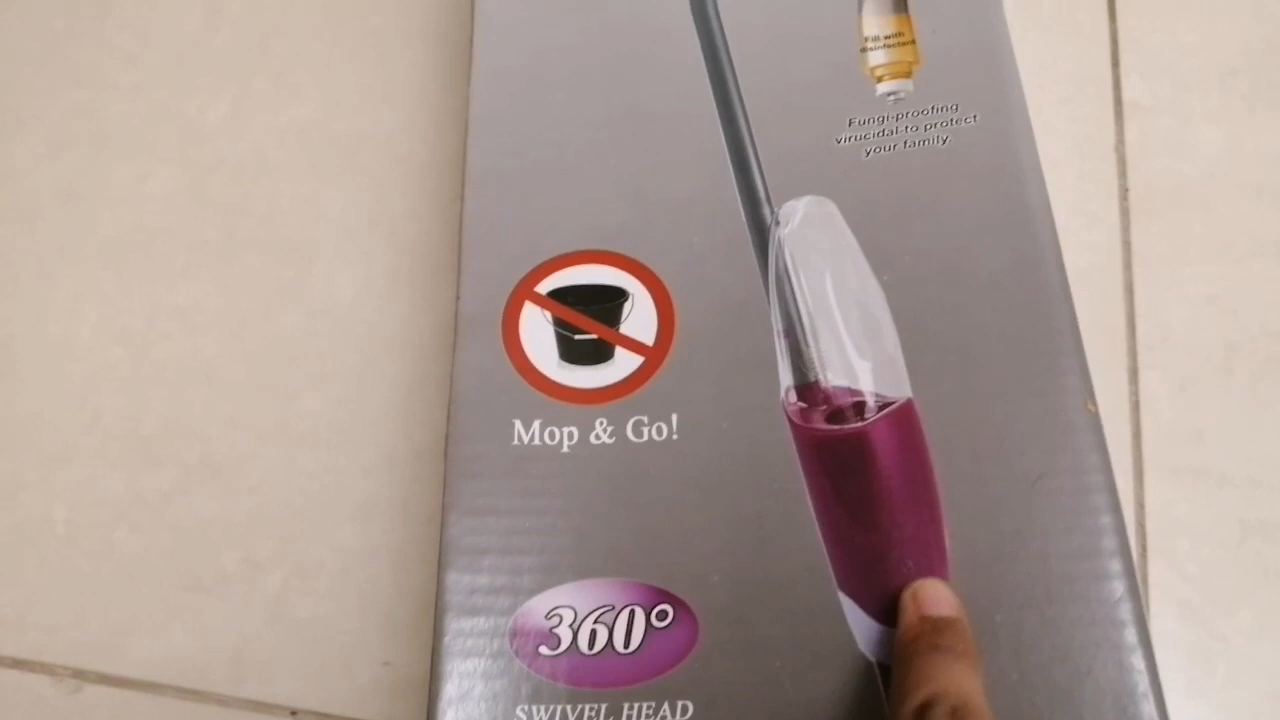 Fill with
disinfectant
Fungi-proofing
virucidal-to protect
your family.
Mop & Go!
360°
SWIVEL HEAD